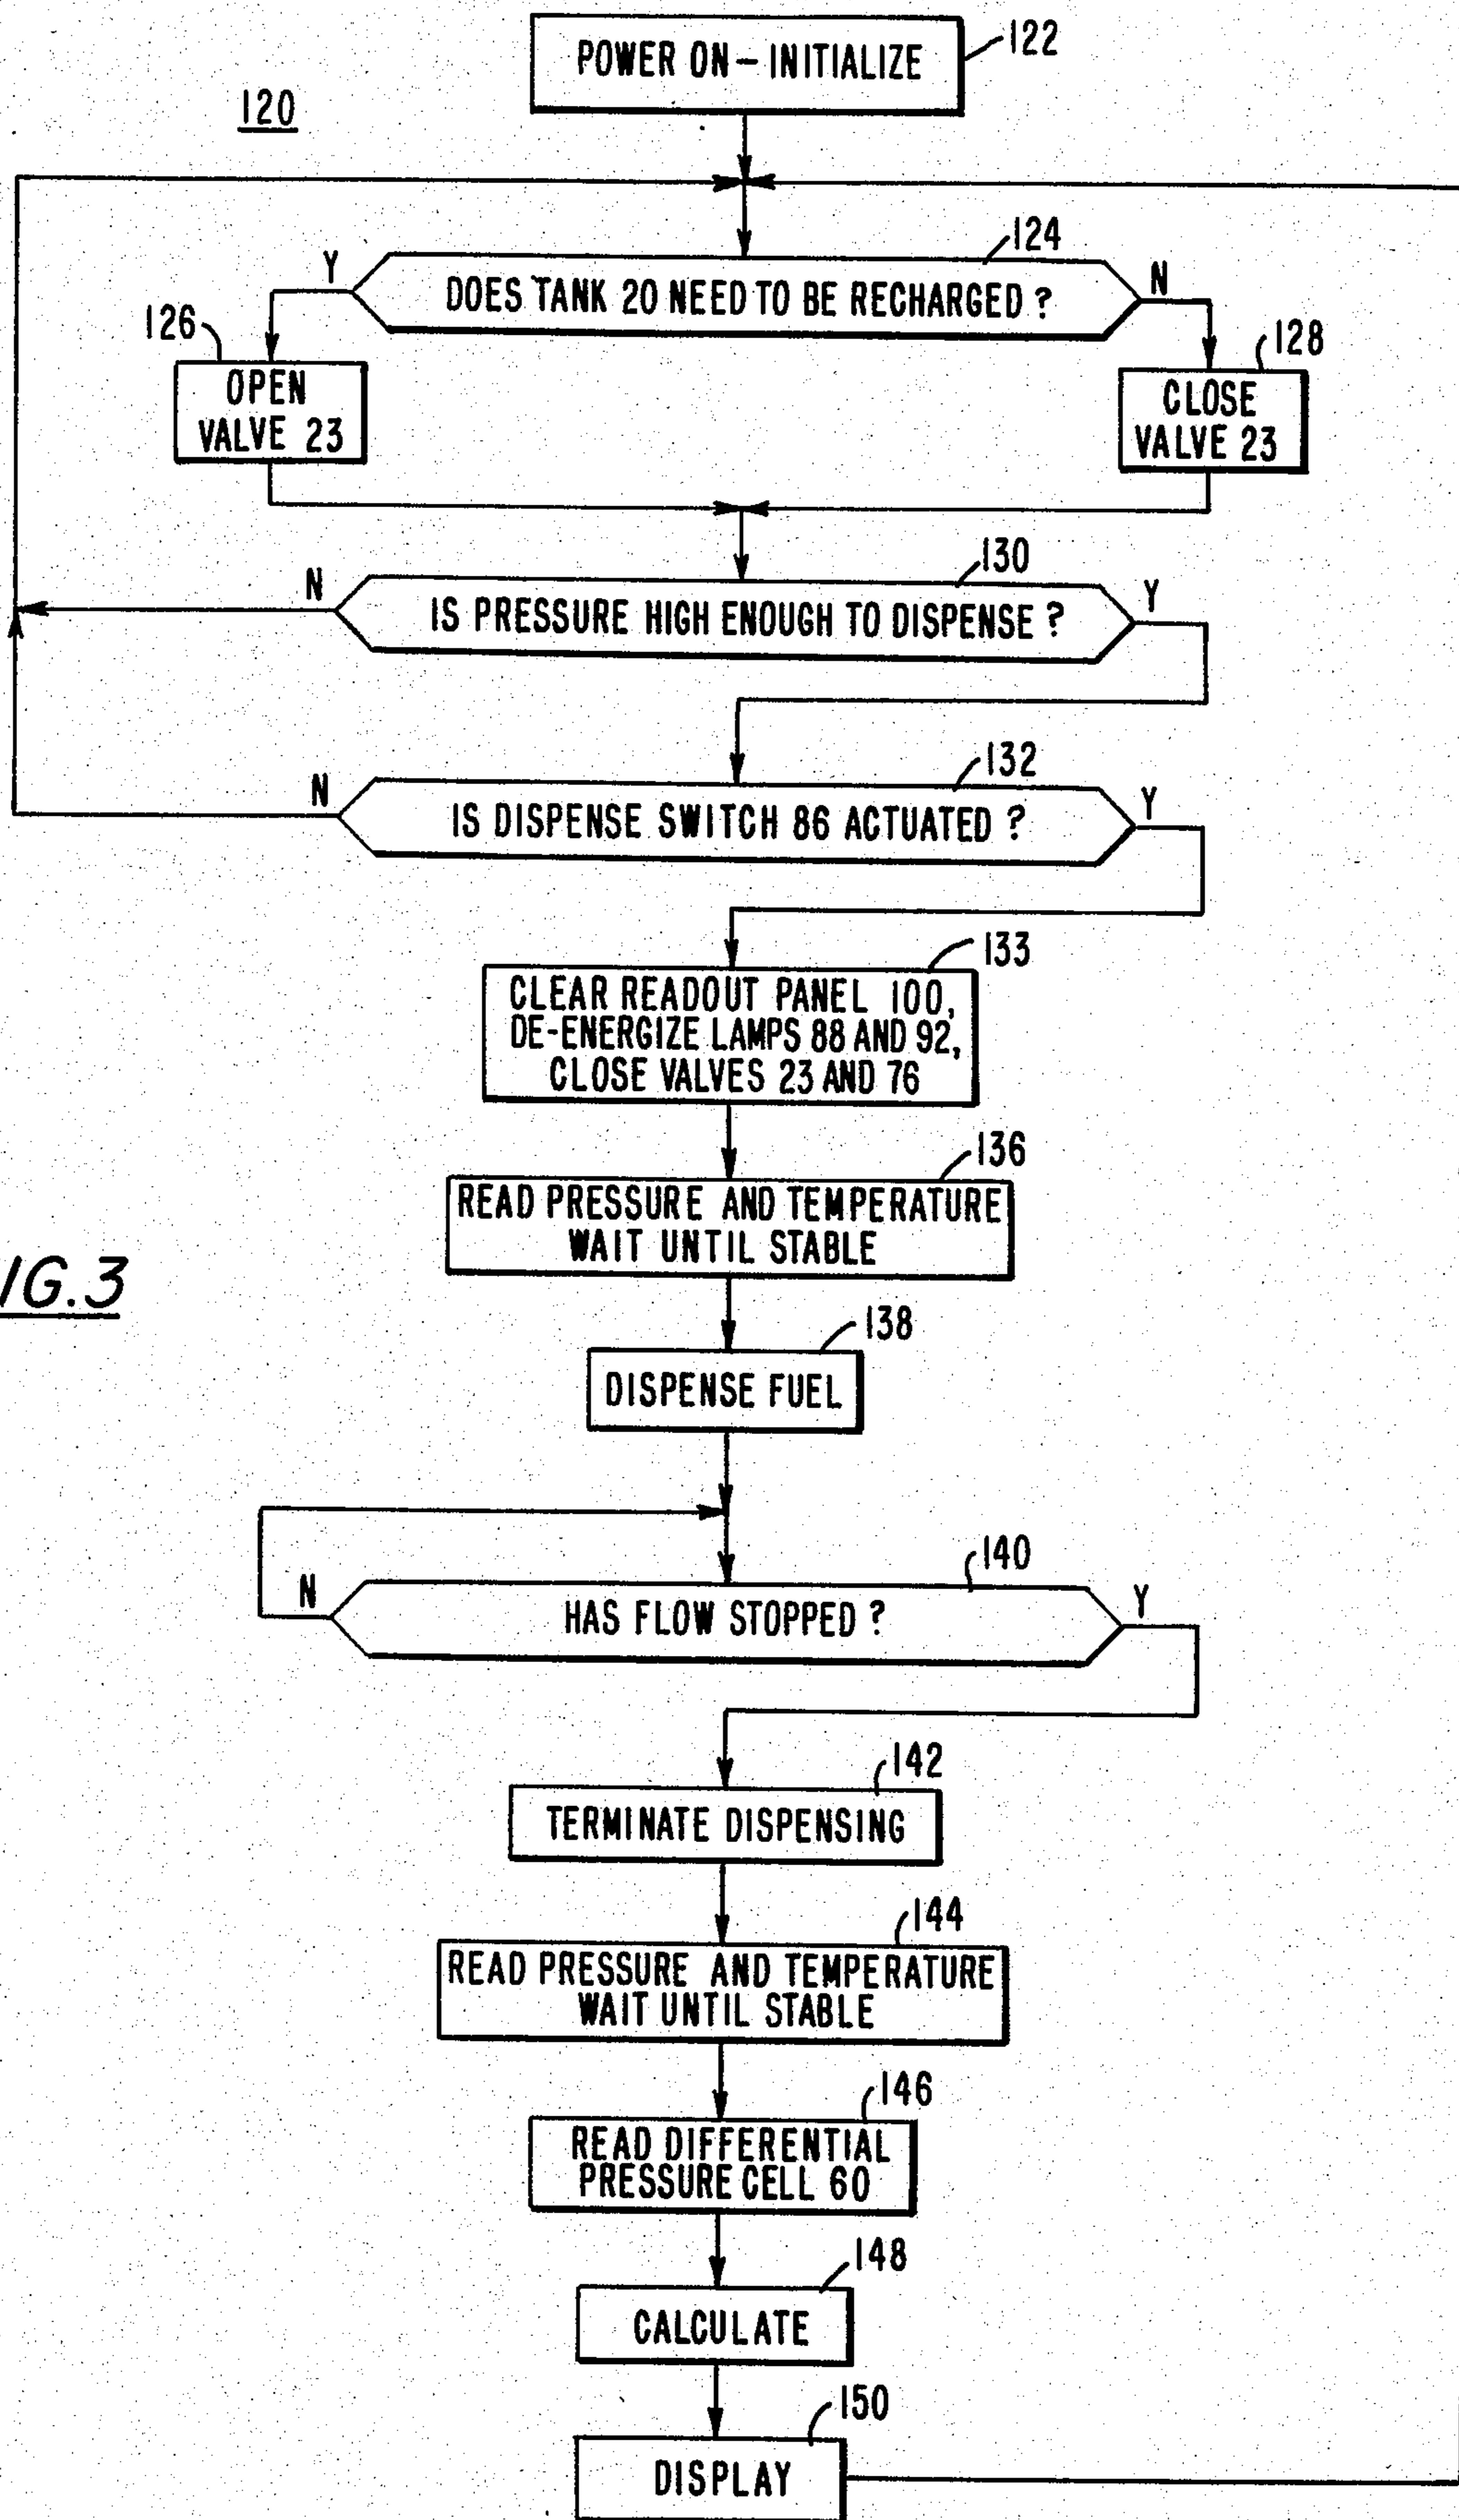 POWER ON – INITIALIZE
122
120
124
Y
DOES TANK 20 NEED TO BE RECHARGED ?
N
126
OPEN
VALVE 23
128
CLOSE
VALVE 23
130
N
IS PRESSURE HIGH ENOUGH TO DISPENSE ?
Y
132
N
IS DISPENSE SWITCH 86 ACTUATED ?
Y
133
CLEAR READOUT PANEL 100,
DE-ENERGIZE LAMPS 88 AND 92,
CLOSE VALVES 23 AND 76
136
READ PRESSURE AND TEMPERATURE
WAIT UNTIL STABLE
IG.3
138
DISPENSE FUEL
140
N
HAS FLOW STOPPED ?
Y
142
TERMINATE DISPENSING
144
READ PRESSURE AND TEMPERATURE
WAIT UNTIL STABLE
146
READ DIFFERENTIAL
PRESSURE CELL 60
148
CALCULATE
150
DISPLAY